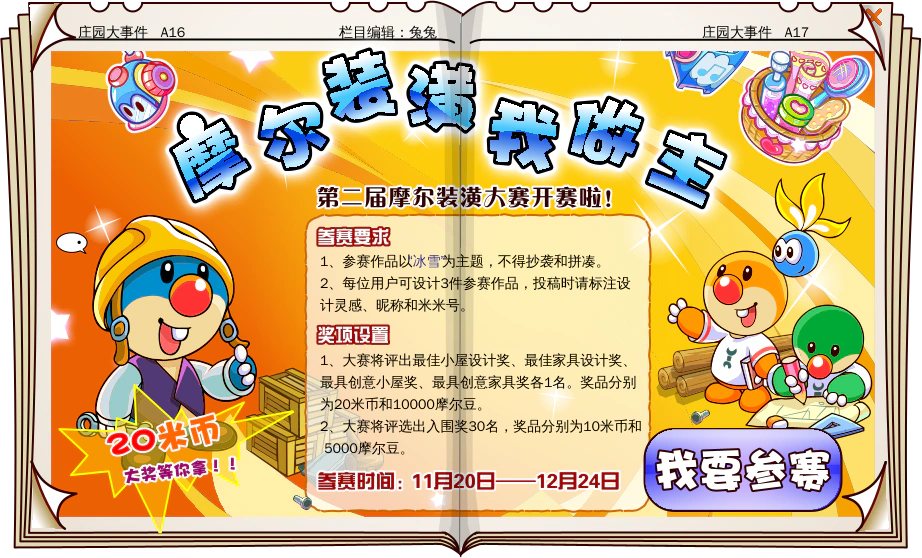 庄园大事件 A16
栏目编辑：兔兔
庄园大事件 A17
摩尔装潢我做主
第二届摩尔装潢大赛开赛啦！
参赛要求
1、参赛作品以'冰雪'为主题，不得抄袭和拼凑。
2、每位用户可设计3件参赛作品，投稿时请标注设
计灵感、昵称和米米号。
奖项设置
1、大赛将评出最佳小屋设计奖、最佳家具设计奖、
最具创意小屋奖、最具创意家具奖各1名。奖品分别
为20米币和10000摩尔豆。
2、大赛将评选出入围奖30名，奖品分别为10米币和
5000摩尔豆。
参赛时间：11月20日——12月24日
20米币
大奖等你拿！！
我要参赛